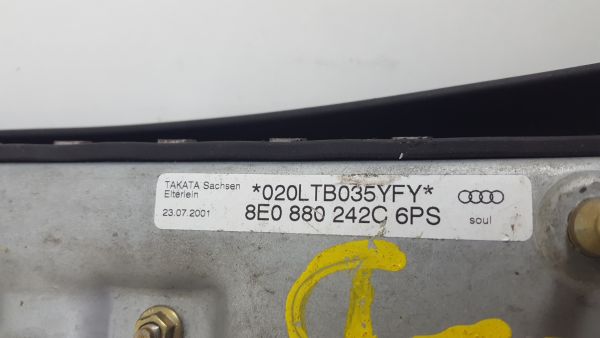 TAKATA Sachsen
Elterlein
*020LTB035YFY*
23.07.2001
8E0 880 242C 6PS
soul